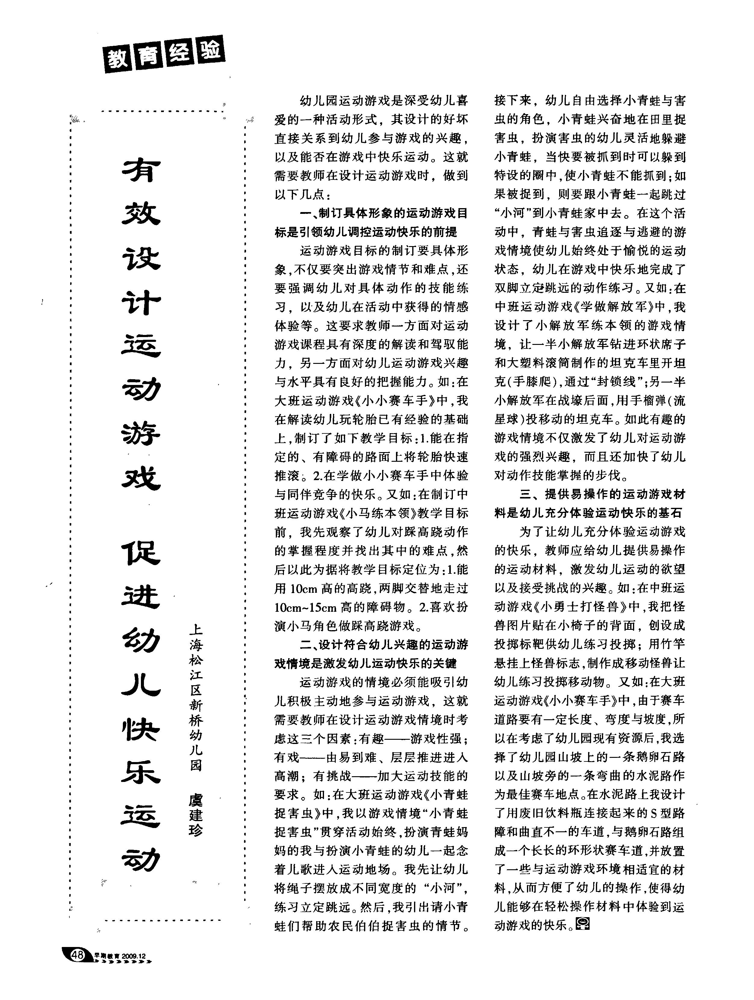 教育经验
有效设计运动游戏 促进幼儿快乐运动
上海松江区新桥幼儿园 虞建珍
幼儿园运动游戏是深受幼儿喜
爱的一种活动形式，其设计的好坏
直接关系到幼儿参与游戏的兴趣，
以及能否在游戏中快乐运动。这就
需要教师在设计运动游戏时，做到
以下几点：
一、制订具体形象的运动游戏目
标是引领幼儿调控运动快乐的前提
运动游戏目标的制订要具体形
象，不仅要突出游戏情节和难点，还
要强调幼儿对具体动作的技能练
习，以及幼儿在活动中获得的情感
体验等。这要求教师一方面对运动
游戏课程具有深度的解读和驾驭能
力，另一方面对幼儿运动游戏兴趣
与水平具有良好的把握能力。如：在
大班运动游戏《小小赛车手》中，我
在解读幼儿玩轮胎已有经验的基础
上，制订了如下教学目标：1.能在指
定的、有障碍的路面上将轮胎快速
推滚。2.在学做小小赛车手中体验
与同伴竞争的快乐。又如：在制订中
班运动游戏《小马练本领》教学目标
前，我先观察了幼儿对踩高跷动作
的掌握程度并找出其中的难点，然
后以此为据将教学目标定位为：1.能
用10cm高的高跷，两脚交替地走过
10cm~15cm高的障碍物。2.喜欢扮
演小马角色做踩高跷游戏。
二、设计符合幼儿兴趣的运动游
戏情境是激发幼儿运动快乐的关键
运动游戏的情境必须能吸引幼
儿积极主动地参与运动游戏，这就
需要教师在设计运动游戏情境时考
虑这三个因素：有趣——游戏性强；
有戏——由易到难、层层推进进入
高潮；有挑战——加大运动技能的
要求。如：在大班运动游戏《小青蛙
捉害虫》中，我以游戏情境“小青蛙
捉害虫”贯穿活动始终，扮演青蛙妈
妈的我与扮演小青蛙的幼儿一起念
着儿歌进入运动地场。我先让幼儿
将绳子摆放成不同宽度的“小河”，
练习立定跳远。然后，我引出请小青
蛙们帮助农民伯伯捉害虫的情节。
接下来，幼儿自由选择小青蛙与害
虫的角色，小青蛙兴奋地在田里捉
害虫，扮演害虫的幼儿灵活地躲避
小青蛙，当快要被抓到时可以躲到
特设的圈中，使小青蛙不能抓到；如
果被捉到，则要跟小青蛙一起跳过
“小河”到小青蛙家中去。在这个活
动中，青蛙与害虫追逐与逃避的游
戏情境使幼儿始终处于愉悦的运动
状态，幼儿在游戏中快乐地完成了
双脚立定跳远的动作练习。又如：在
中班运动游戏《学做解放军》中，我
设计了小解放军练本领的游戏情
境，让一半小解放军钻进环状席子
和大塑料滚筒制作的坦克车里开坦
克（手膝爬），通过“封锁线”；另一半
小解放军在战壕后面，用手榴弹（流
星球）投移动的坦克车。如此有趣的
游戏情境不仅激发了幼儿对运动游
戏的强烈兴趣，而且还加快了幼儿
对动作技能掌握的步伐。
三、提供易操作的运动游戏材
料是幼儿充分体验运动快乐的基石
为了让幼儿充分体验运动游戏
的快乐，教师应给幼儿提供易操作
的运动材料，激发幼儿运动的欲望
以及接受挑战的兴趣。如：在中班运
动游戏《小勇士打怪兽》中，我把怪
兽图片贴在小椅子的背面，创设成
投掷标靶供幼儿练习投掷；用竹竿
悬挂上怪兽标志，制作成移动怪兽让
幼儿练习投掷移动物。又如：在大班
运动游戏《小小赛车手》中，由于赛车
道路要有一定长度、弯度与坡度，所
以在考虑了幼儿园现有资源后，我选
择了幼儿园山坡上的一条鹅卵石路
以及山坡旁的一条弯曲的水泥路作
为最佳赛车地点。在水泥路上我设计
了用废旧饮料瓶连接起来的S型路
障和曲直不一的车道，与鹅卵石路组
成一个长长的环形状赛车道，并放置
了一些与运动游戏环境相适宜的材
料，从而方便了幼儿的操作，使得幼
儿能够在轻松操作材料中体验到运
动游戏的快乐。
48 早期教育 2009.12